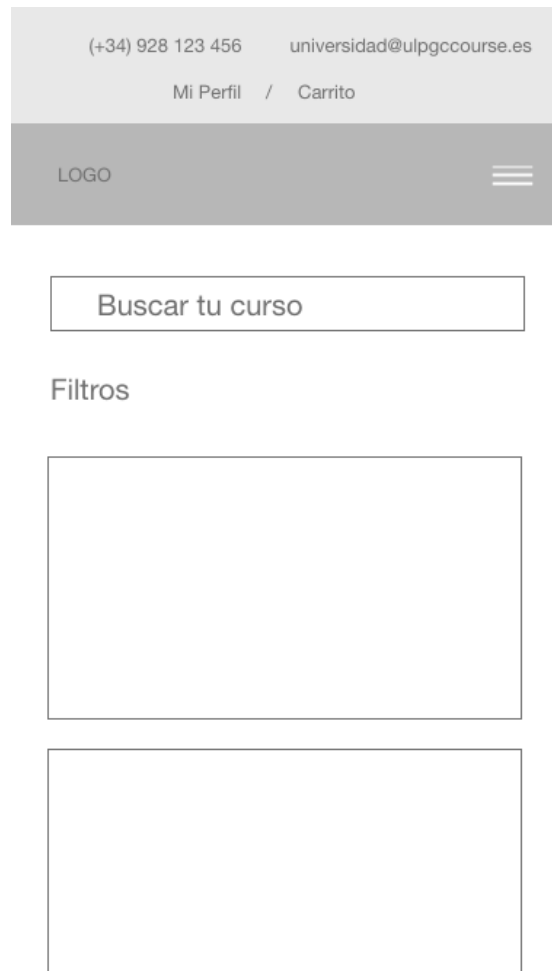 (+34) 928 123 456 universidad@ulpgccourse.es
Mi Perfil / Carrito
LOGO
Buscar tu curso
Filtros